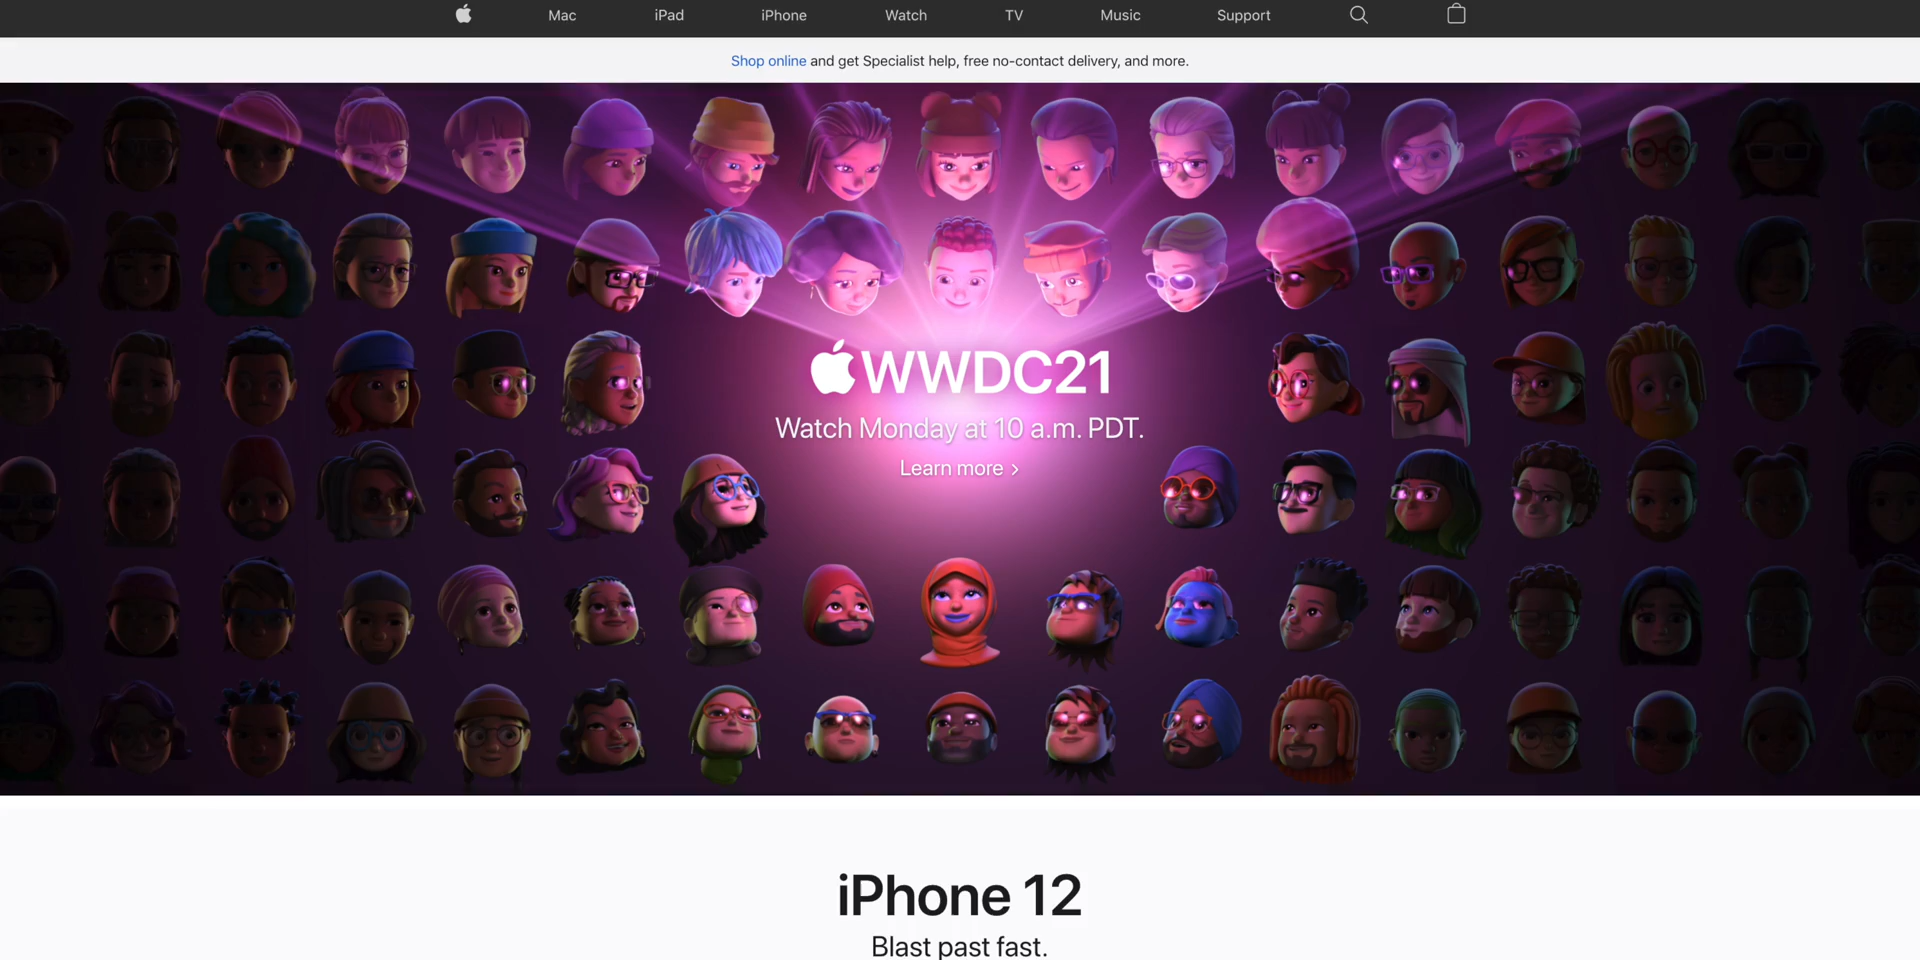 Mac
iPad
iPhone
Watch
TV
Music
Support
Shop online and get Specialist help, free no-contact delivery, and more.
WWDC21
Watch Monday at 10 a.m. PDT.
Learn more >
iPhone 12
Blast past fast.